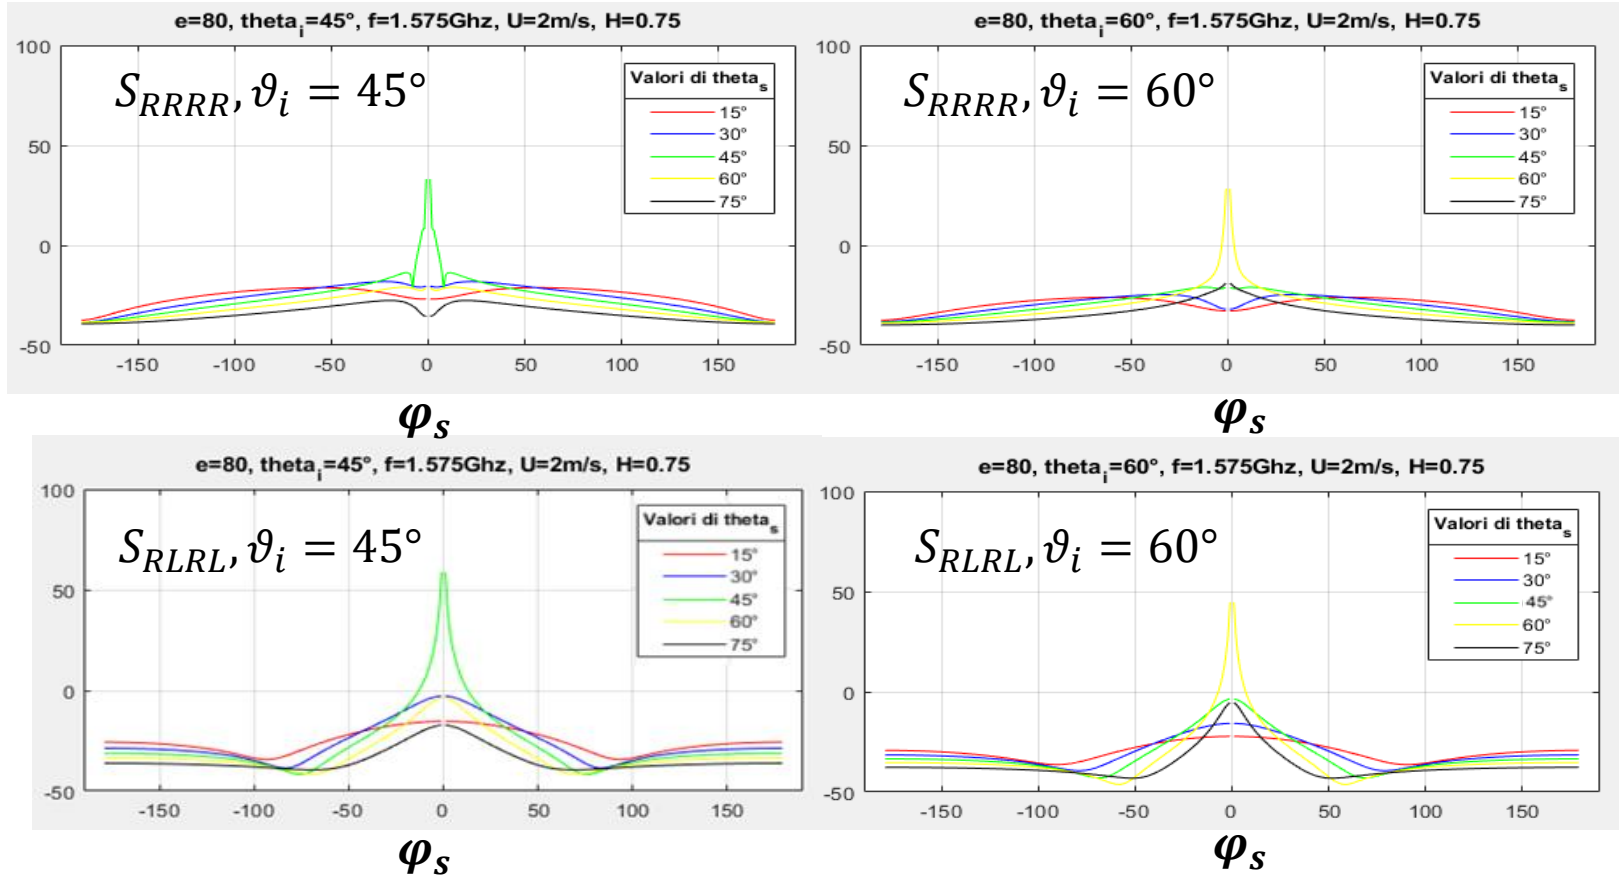 e=80, theta_i=45°, f=1.575Ghz, U=2m/s, H=0.75
100
50
0
-50
-150 -100 -50 0 50 100 150
S_RRRR, ϑ_i = 45°
Valori di theta_s
15°
30°
45°
60°
75°
φ_s
e=80, theta_i=60°, f=1.575Ghz, U=2m/s, H=0.75
100
50
0
-50
-150 -100 -50 0 50 100 150
S_RRRR, ϑ_i = 60°
Valori di theta_s
15°
30°
45°
60°
75°
φ_s
e=80, theta_i=45°, f=1.575Ghz, U=2m/s, H=0.75
100
50
0
-50
-150 -100 -50 0 50 100 150
S_RLRL, ϑ_i = 45°
Valori di theta_s
15°
30°
45°
60°
75°
φ_s
e=80, theta_i=60°, f=1.575Ghz, U=2m/s, H=0.75
100
50
0
-50
-150 -100 -50 0 50 100 150
S_RLRL, ϑ_i = 60°
Valori di theta_s
15°
30°
45°
60°
75°
φ_s